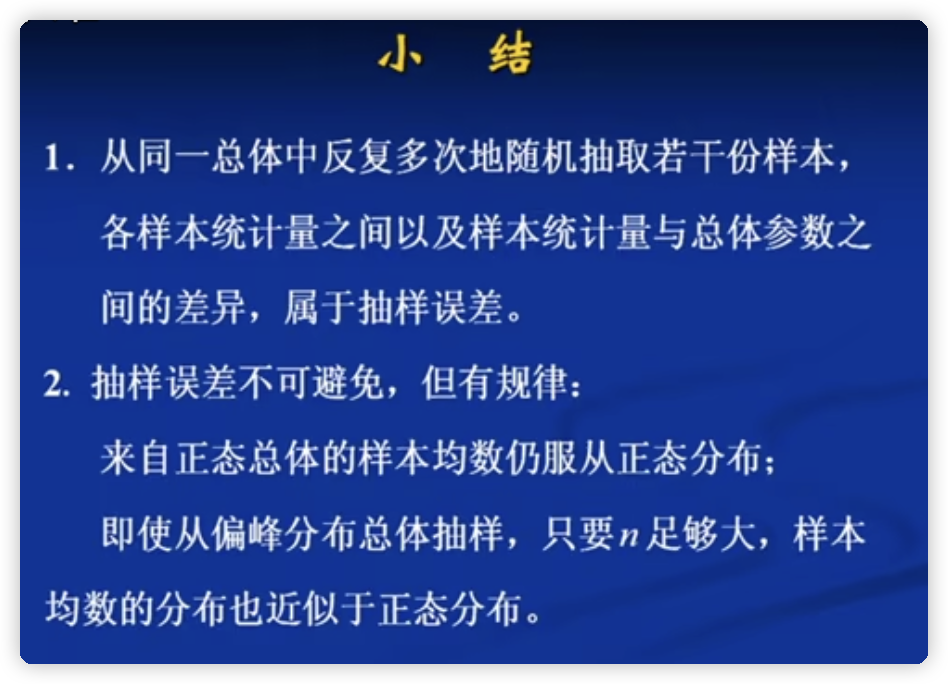 小 结
1．从同一总体中反复多次地随机抽取若干份样本，
各样本统计量之间以及样本统计量与总体参数之
间的差异，属于抽样误差。
2. 抽样误差不可避免，但有规律：
来自正态总体的样本均数仍服从正态分布；
即使从偏峰分布总体抽样，只要n足够大，样本
均数的分布也近似于正态分布。